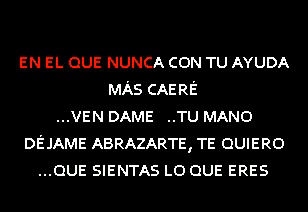 EN EL QUE NUNCA CON TU AYUDA
MÁS CAERÉ
...VEN DAME ..TU MANO
DÉJAME ABRAZARTE, TE QUIERO
...QUE SIENTAS LO QUE ERES